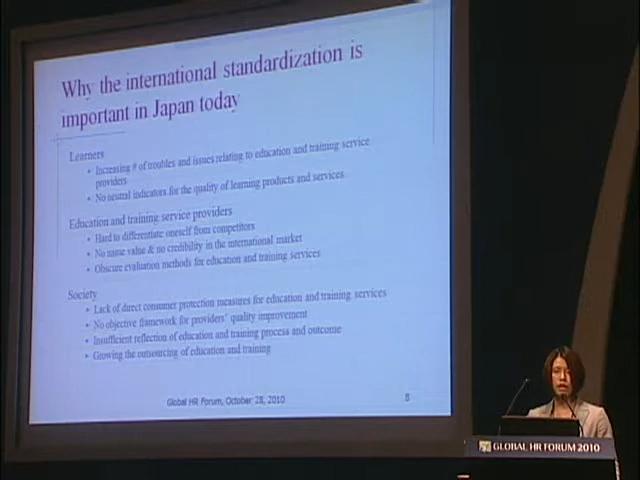 Why the international standardization is
important in Japan today
Learners
• Increasing # of troubles and issues relating to education and training service
providers
• No neutral indicators for the quality of learning products and services
Education and training service providers
• Hard to differentiate oneself from competitors
• No name value & no credibility in the international market
• Obscure evaluation methods for education and training services
Society
• Lack of direct consumer protection measures for education and training services
• No objective framework for providers' quality improvement
• Insufficient reflection of education and training process and outcome
• Growing the outsourcing of education and training
Global HR Forum, October 28, 2010
GLOBAL HR FORUM 2010